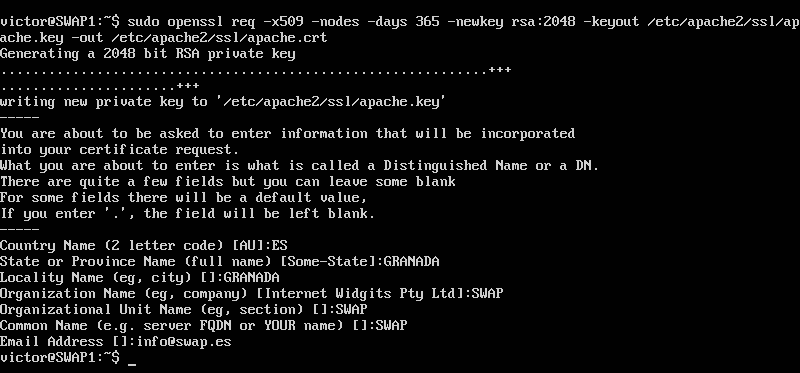 victor@SWAP1:~$ sudo openssl req -x509 -nodes -days 365 -newkey rsa:2048 -keyout /etc/apache2/ssl/ap
ache.key -out /etc/apache2/ssl/apache.crt
Generating a 2048 bit RSA private key
.............................................................+++
......................+++
writing new private key to '/etc/apache2/ssl/apache.key'
-----
You are about to be asked to enter information that will be incorporated
into your certificate request.
What you are about to enter is what is called a Distinguished Name or a DN.
There are quite a few fields but you can leave some blank
For some fields there will be a default value,
If you enter '.', the field will be left blank.
-----
Country Name (2 letter code) [AU]:ES
State or Province Name (full name) [Some-State]:GRANADA
Locality Name (eg, city) []:GRANADA
Organization Name (eg, company) [Internet Widgits Pty Ltd]:SWAP
Organizational Unit Name (eg, section) []:SWAP
Common Name (e.g. server FQDN or YOUR name) []:SWAP
Email Address []:info@swap.es
victor@SWAP1:~$ _